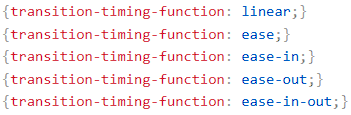 {transition-timing-function: linear;}
{transition-timing-function: ease;}
{transition-timing-function: ease-in;}
{transition-timing-function: ease-out;}
{transition-timing-function: ease-in-out;}